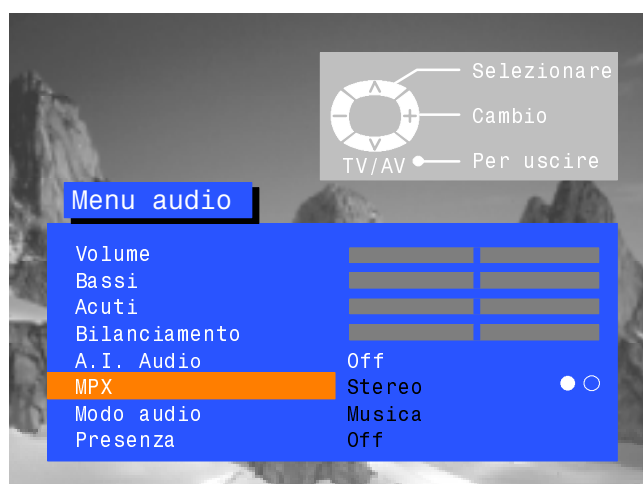 Selezionare
Cambio
TV/AV Per uscire
Menu audio
Volume
Bassi
Acuti
Bilanciamento
A.I. Audio Off
MPX Stereo
Modo audio Musica
Presenza Off